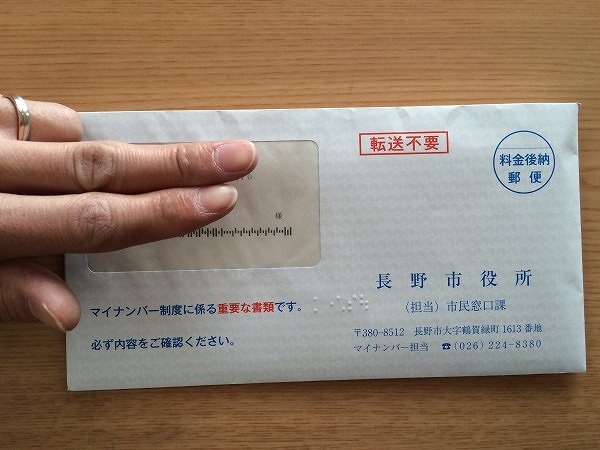 転送不要
料金後納
郵便
様
長野市役所
マイナンバー制度に係る重要な書類です。
(担当)市民窓口課
必ず内容をご確認ください。
〒380-8512 長野市大字鶴賀緑町1613番地
マイナンバー担当 ☎(026)224-8380